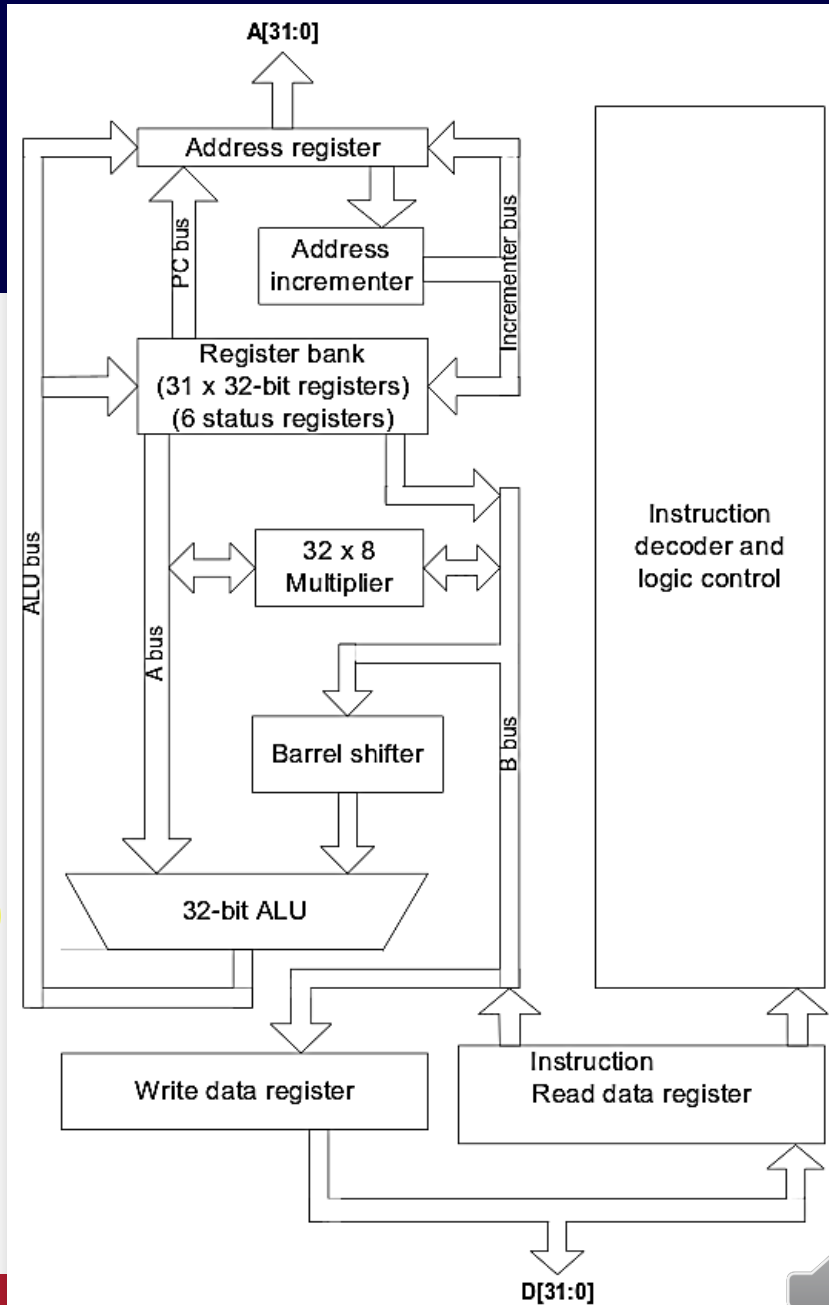 A[31:0]
Address register
PC bus
Address
incrementer
Incrementer bus
Register bank
(31 x 32-bit registers)
(6 status registers)
ALU bus
A bus
32 x 8
Multiplier
Barrel shifter
B bus
32-bit ALU
Instruction
decoder and
logic control
Write data register
Instruction
Read data register
D[31:0]